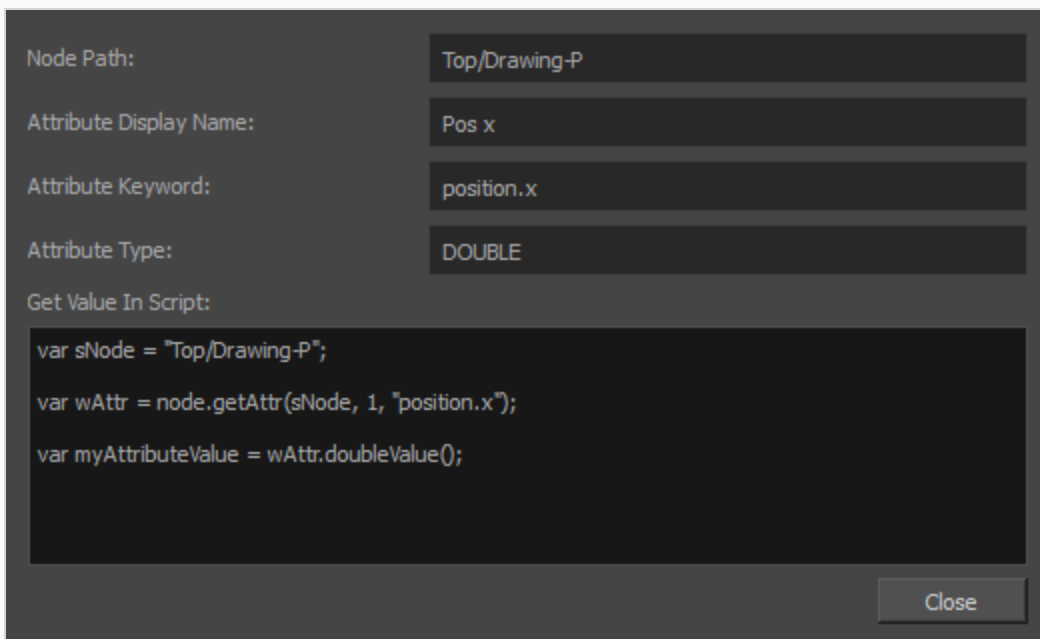 Node Path:
Top/Drawing-P
Attribute Display Name:
Pos x
Attribute Keyword:
position.x
Attribute Type:
DOUBLE
Get Value In Script:
var sNode = "Top/Drawing-P";
var wAttr = node.getAttr(sNode, 1, "position.x");
var myAttributeValue = wAttr.doubleValue();
Close